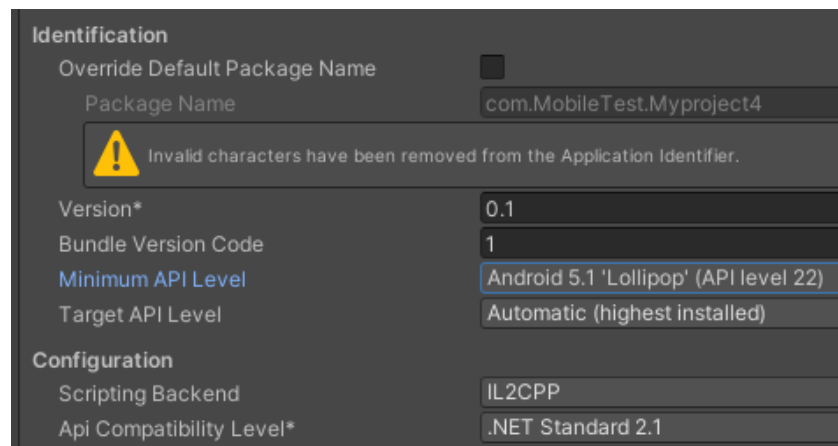 Identification
Override Default Package Name
Package Name com.MobileTest.Myproject4
Invalid characters have been removed from the Application Identifier.
Version* 0.1
Bundle Version Code 1
Minimum API Level Android 5.1 'Lollipop' (API level 22)
Target API Level Automatic (highest installed)
Configuration
Scripting Backend IL2CPP
Api Compatibility Level* .NET Standard 2.1